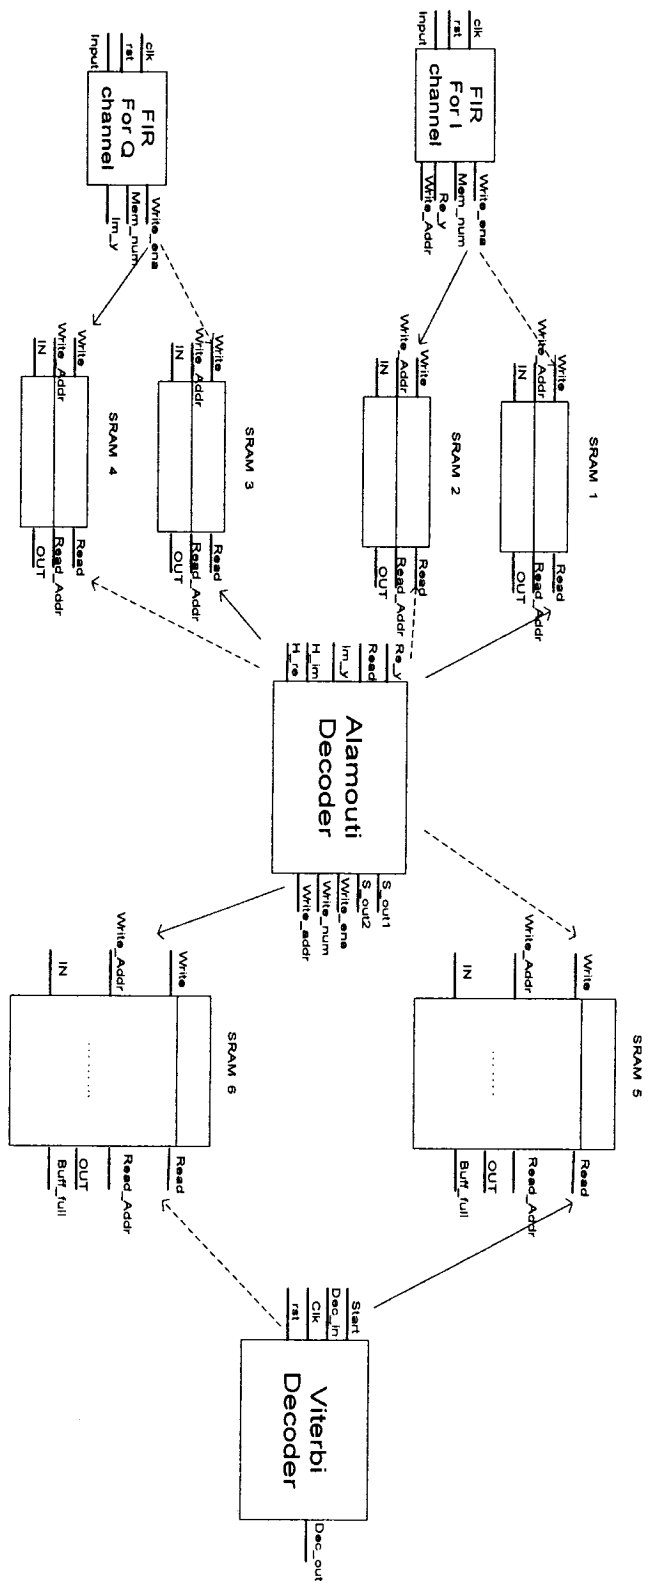 clk
rst
Input
FIR
For I
channel
Write_ena
Mem_num
Re_y
Write_Addr
clk
rst
Input
FIR
For Q
channel
Write_ena
Mem_num
Im_y
SRAM 1
Write
Write_Addr
IN
Read
Read_Addr
OUT
SRAM 2
Write
Write_Addr
IN
Read
Read_Addr
OUT
SRAM 3
Write
Write_Addr
IN
Read
Read_Addr
OUT
SRAM 4
Write
Write_Addr
IN
Read
Read_Addr
OUT
Re_y
Read
Im_y
H_im
H_re
Alamouti
Decoder
S_out1
S_out2
Write_ena
Write_num
Write_addr
SRAM 5
Write
Write_Addr
IN
........
Read
Read_Addr
OUT
Buff_full
SRAM 6
Write
Write_Addr
IN
..........
Read
Read_Addr
OUT
Buff_full
Start
Dec_in
Clk
rst
Viterbi
Decoder
Dec_out